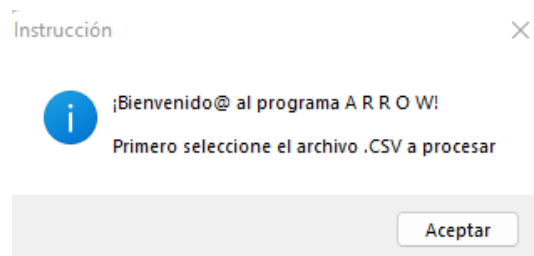 Instrucción
¡Bienvenido@ al programa A R R O W!
Primero seleccione el archivo .CSV a procesar
Aceptar